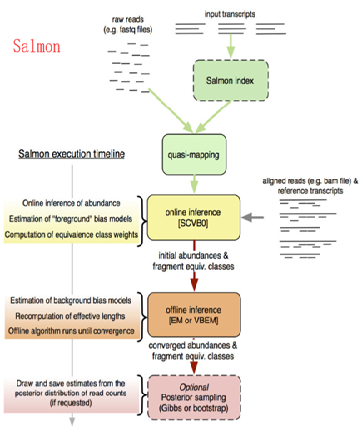 raw reads
(e.g. fastq files)
input transcripts
Salmon
Salmon index
quasi-mapping
Salmon execution timeline
aligned reads (e.g. bam file) &
reference transcripts
Online inference of abundance
Estimation of "foreground" bias models
Computation of equivalence class weights
online inference
[SCVB0]
initial abundances &
fragment equiv. classes
Estimation of background bias models
Recomputation of effective lengths
Offline algorithm runs until convergence
offline inference
[EM or VBEM]
converged abundances &
fragment equiv. classes
Draw and save estimates from the
posterior distribution of read counts
(if requested)
Optional
Posterior sampling
(Gibbs or bootstrap)